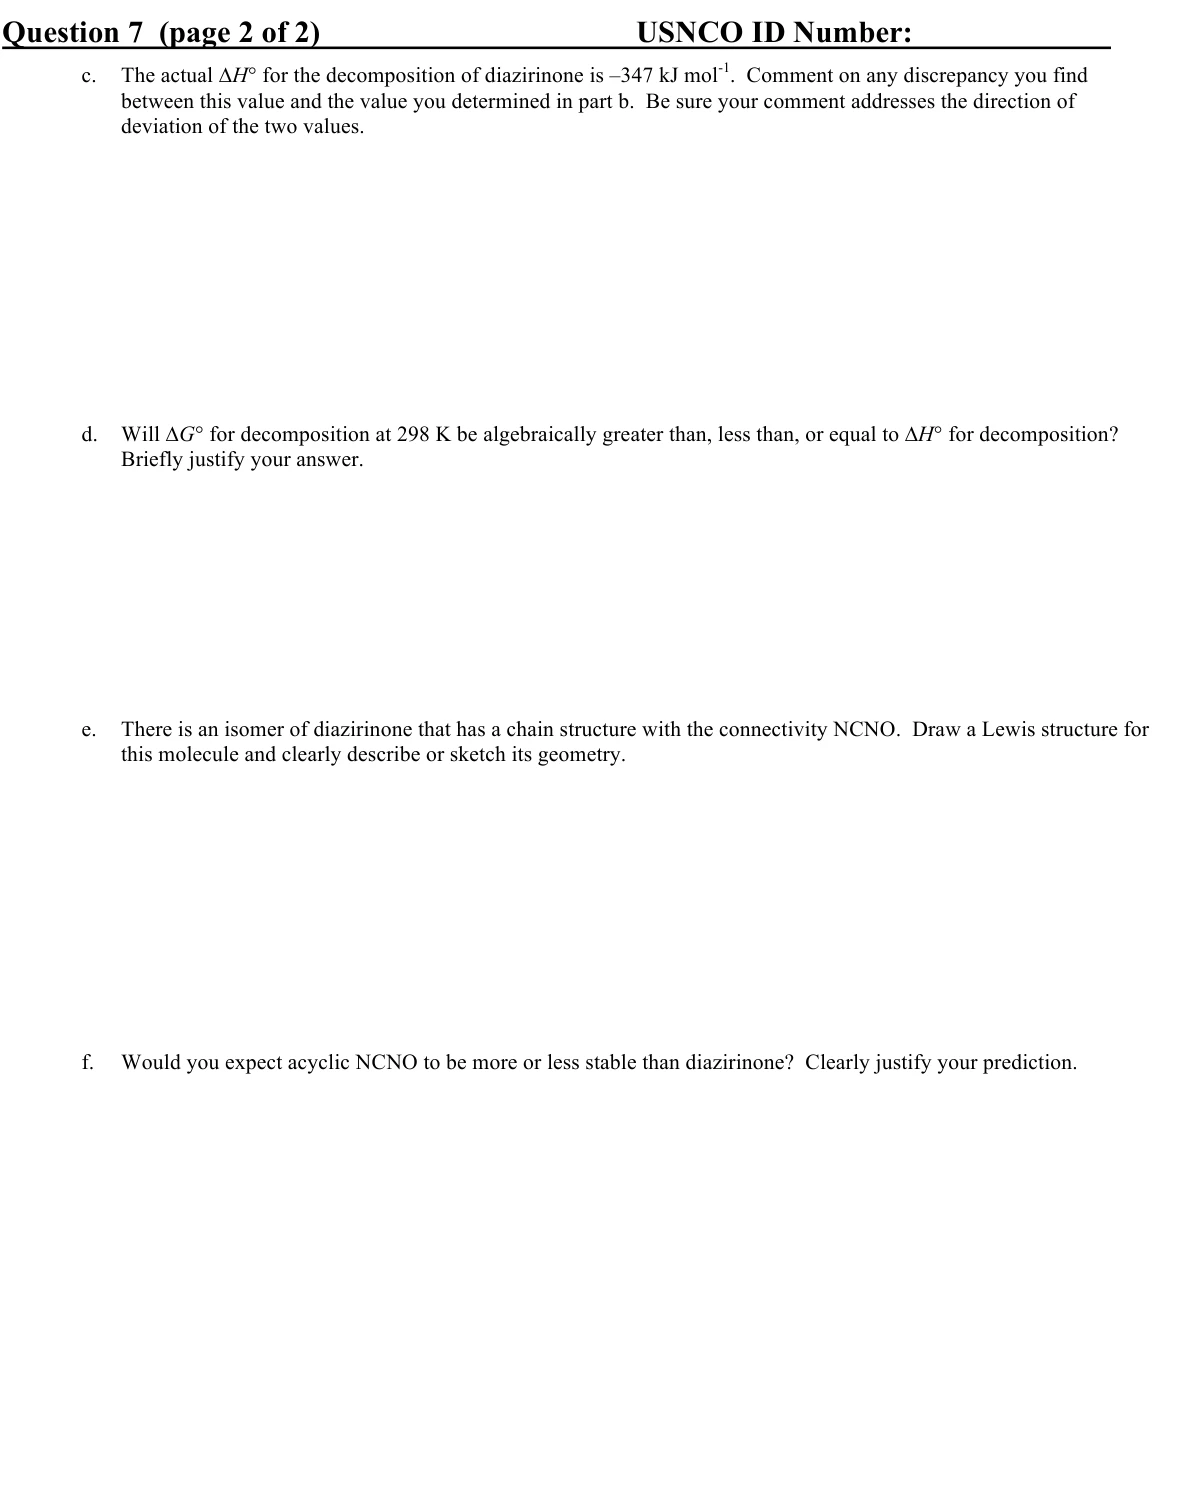 Question 7 (page 2 of 2) USNCO ID Number:
c. The actual ΔH° for the decomposition of diazirinone is –347 kJ mol⁻¹. Comment on any discrepancy you find
between this value and the value you determined in part b. Be sure your comment addresses the direction of
deviation of the two values.
d. Will ΔG° for decomposition at 298 K be algebraically greater than, less than, or equal to ΔH° for decomposition?
Briefly justify your answer.
e. There is an isomer of diazirinone that has a chain structure with the connectivity NCNO. Draw a Lewis structure for
this molecule and clearly describe or sketch its geometry.
f. Would you expect acyclic NCNO to be more or less stable than diazirinone? Clearly justify your prediction.